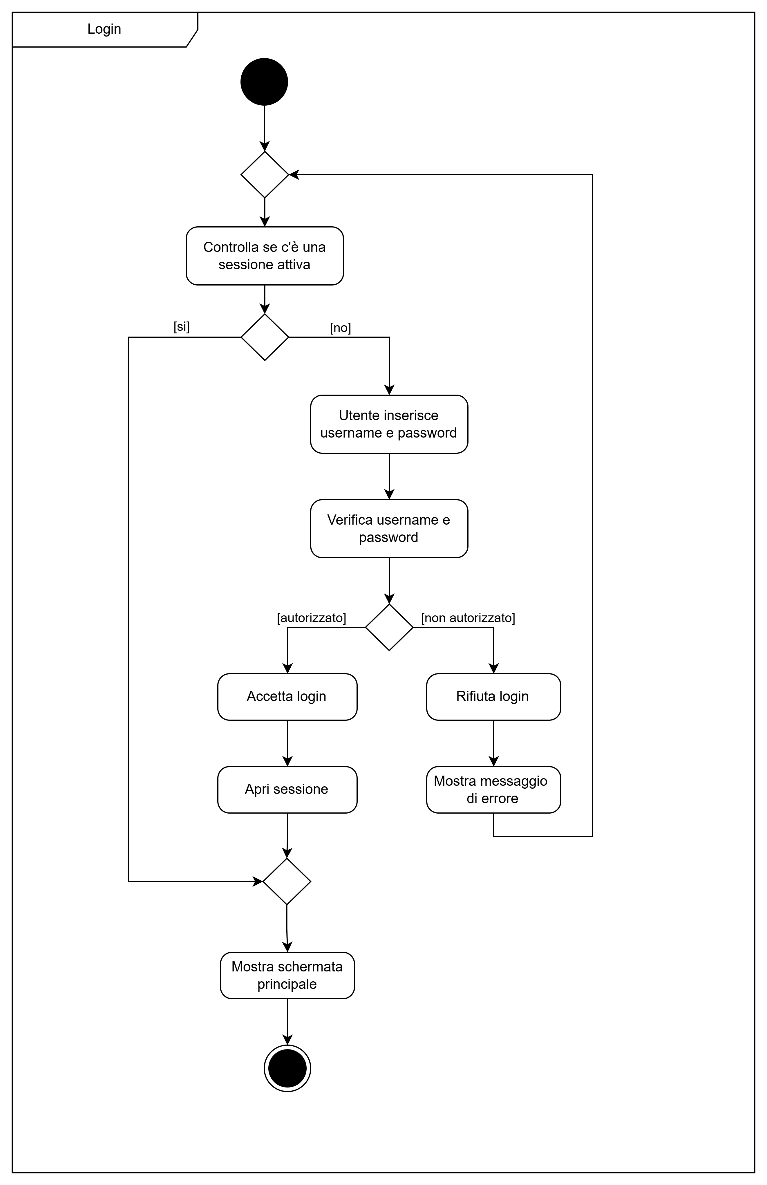 Login
Controlla se c'è una
sessione attiva
[si]
[no]
Utente inserisce
username e password
Verifica username e
password
[autorizzato]
[non autorizzato]
Accetta login
Rifiuta login
Apri sessione
Mostra messaggio
di errore
Mostra schermata
principale